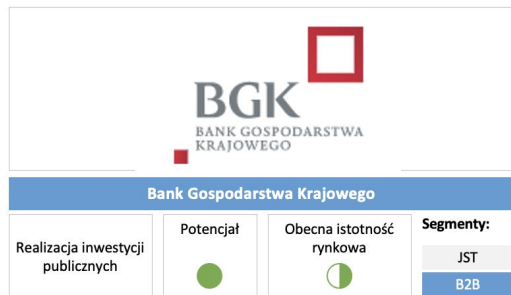 BGK
BANK GOSPODARSTWA
KRAJOWEGO
Bank Gospodarstwa Krajowego
Realizacja inwestycji
publicznych
Potencjał
Obecna istotność
rynkowa
Segmenty:
JST
B2B